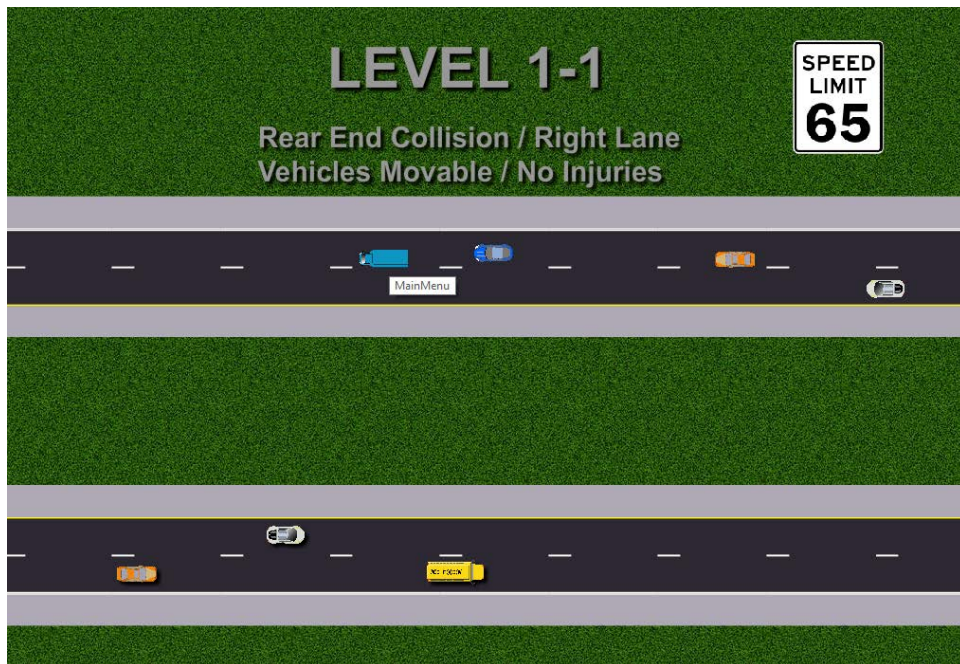 LEVEL 1-1
SPEED
LIMIT
65
Rear End Collision / Right Lane
Vehicles Movable / No Injuries
MainMenu